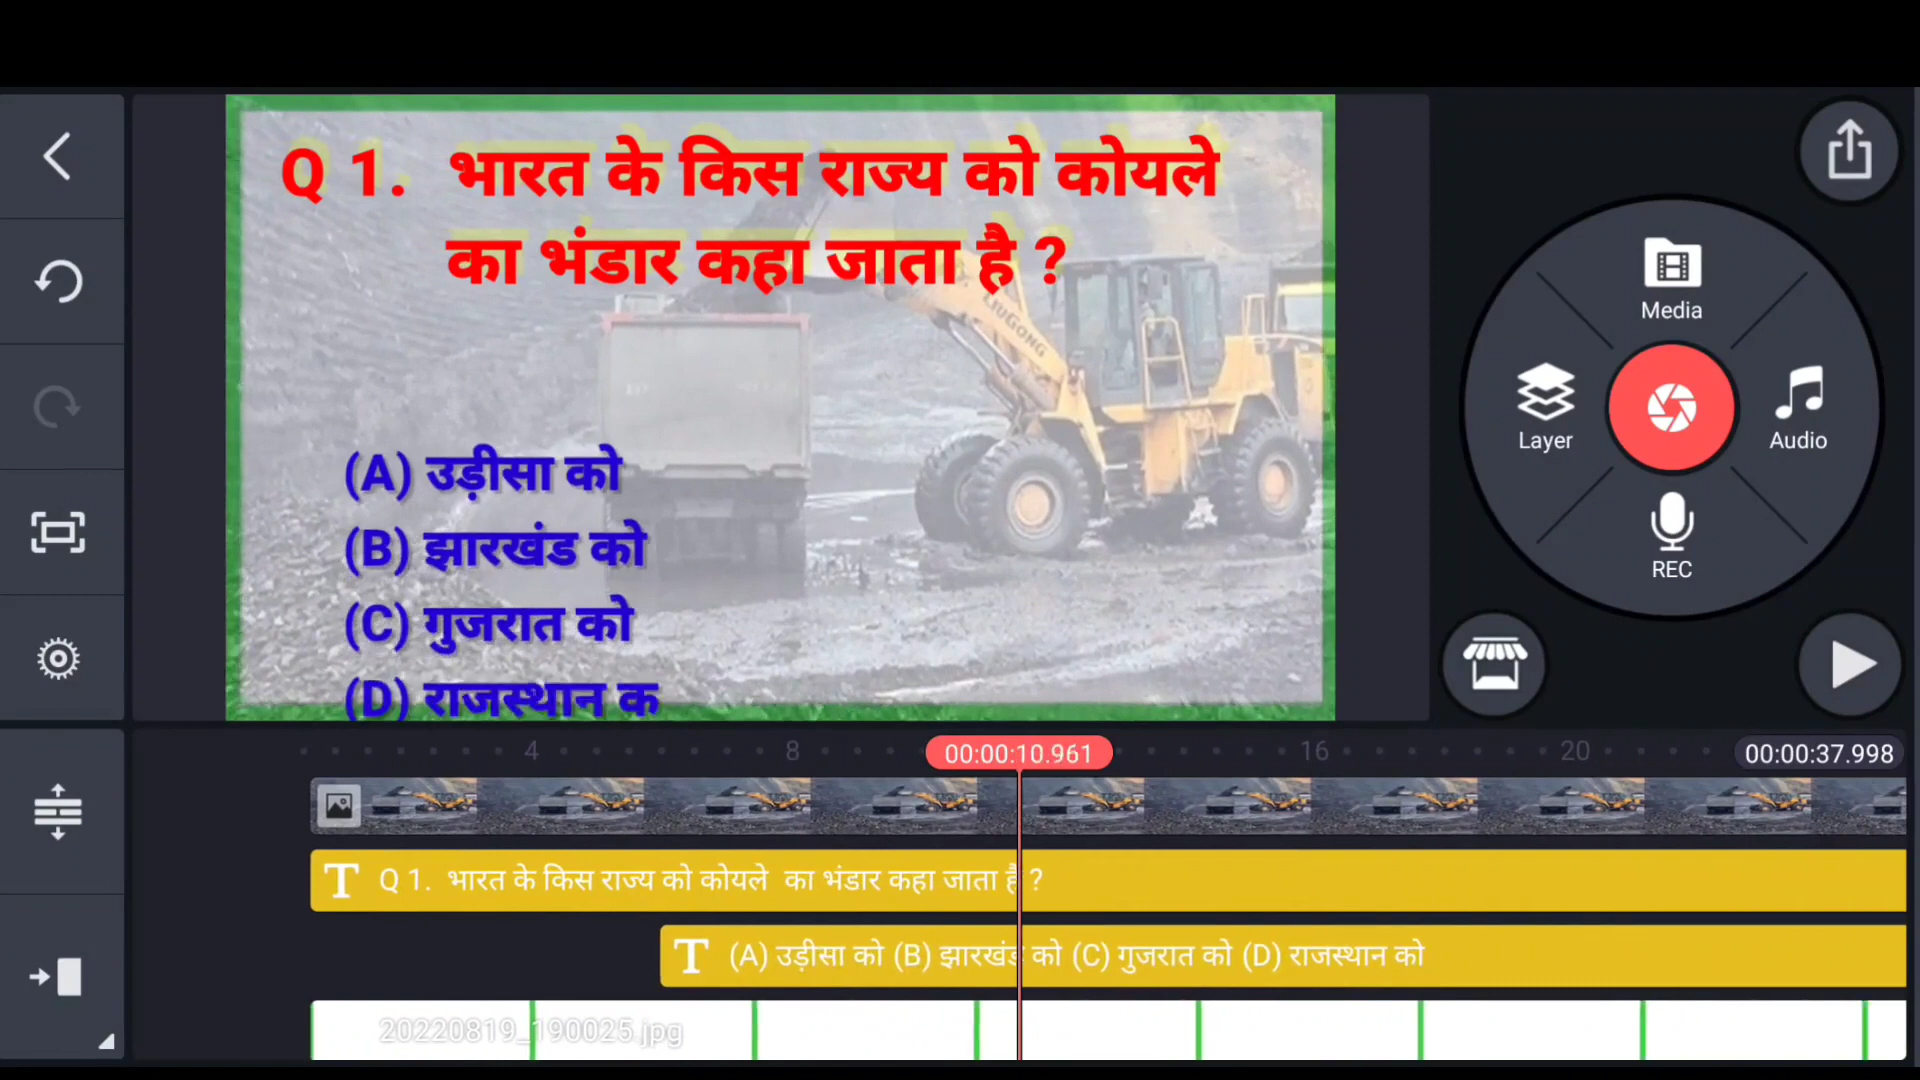 Q 1. भारत के किस राज्य को कोयले
का भंडार कहा जाता है ?
LIUGONG
(A) उड़ीसा को
(B) झारखंड को
(C) गुजरात को
(D) राजस्थान क
Media
Layer
Audio
REC
4 8 00:00:10.961 16 20 00:00:37.998
T Q 1. भारत के किस राज्य को कोयले का भंडार कहा जाता है ?
T (A) उड़ीसा को (B) झारखंड को (C) गुजरात को (D) राजस्थान को
20220819_190025.jpg